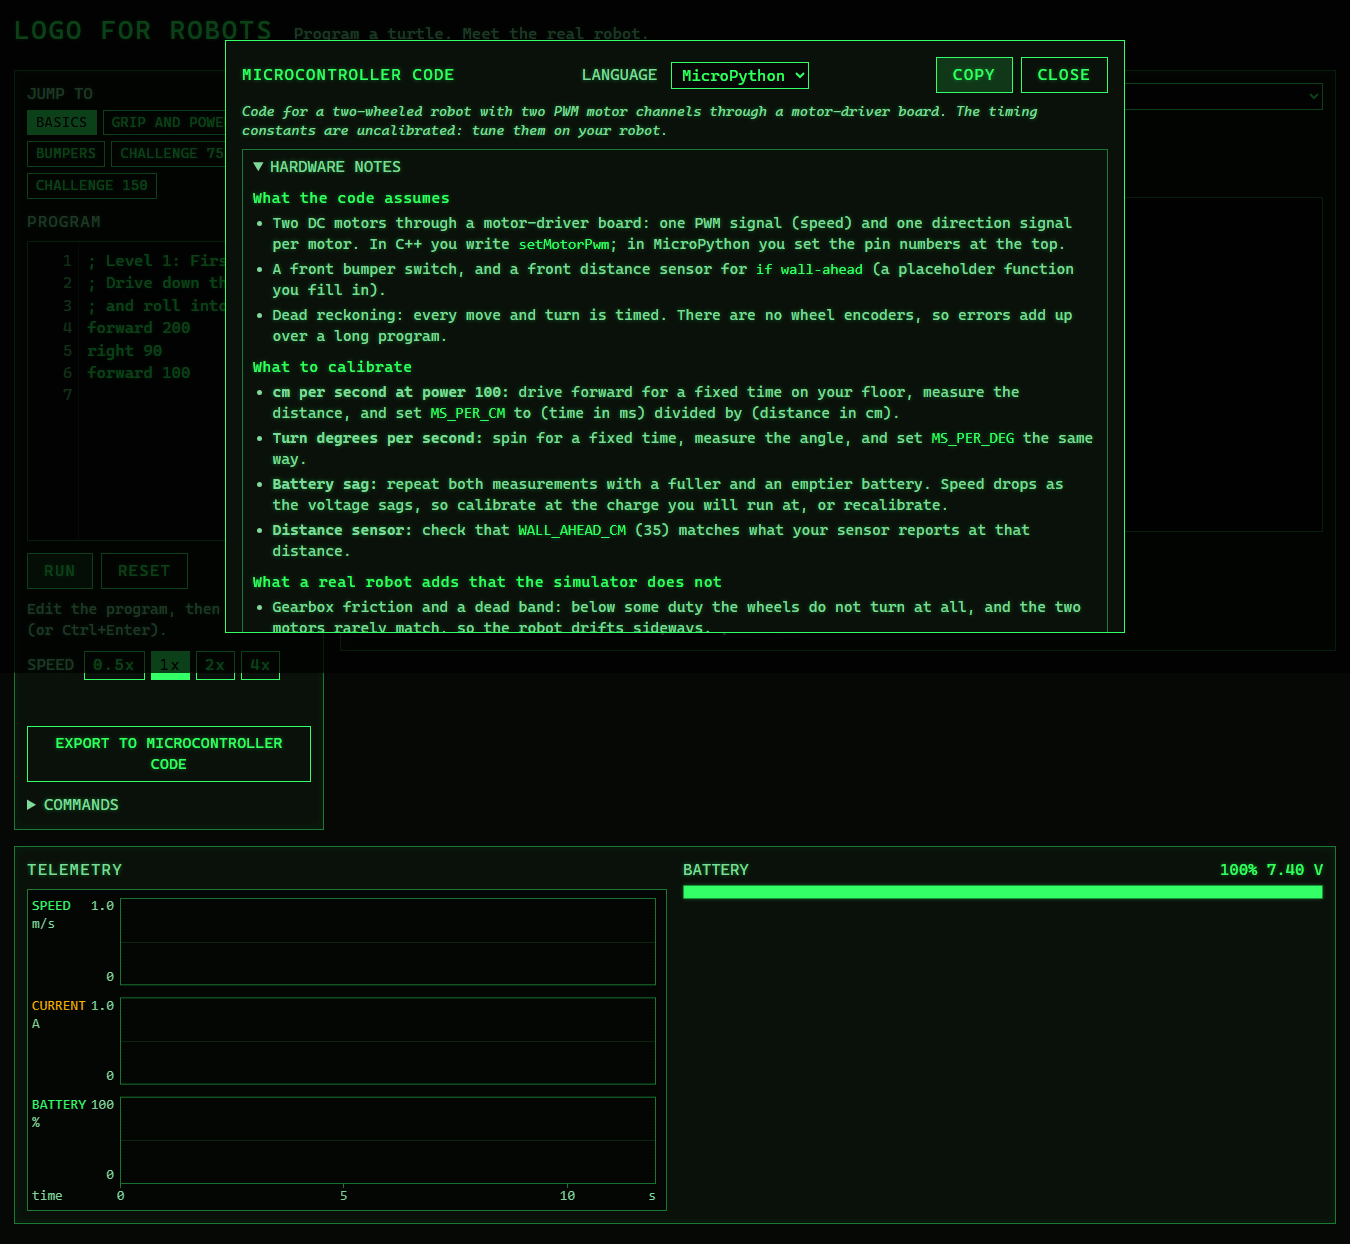 LOGO FOR ROBOTS
Program a turtle. Meet the real robot.
MICROCONTROLLER CODE
LANGUAGE
MicroPython
COPY
CLOSE
Code for a two-wheeled robot with two PWM motor channels through a motor-driver board. The timing
constants are uncalibrated: tune them on your robot.
▼ HARDWARE NOTES
What the code assumes
• Two DC motors through a motor-driver board: one PWM signal (speed) and one direction signal
per motor. In C++ you write setMotorPwm; in MicroPython you set the pin numbers at the top.
• A front bumper switch, and a front distance sensor for if wall-ahead (a placeholder function
you fill in).
• Dead reckoning: every move and turn is timed. There are no wheel encoders, so errors add up
over a long program.
What to calibrate
• cm per second at power 100: drive forward for a fixed time on your floor, measure the
distance, and set MS_PER_CM to (time in ms) divided by (distance in cm).
• Turn degrees per second: spin for a fixed time, measure the angle, and set MS_PER_DEG the same
way.
• Battery sag: repeat both measurements with a fuller and an emptier battery. Speed drops as
the voltage sags, so calibrate at the charge you will run at, or recalibrate.
• Distance sensor: check that WALL_AHEAD_CM (35) matches what your sensor reports at that
distance.
What a real robot adds that the simulator does not
• Gearbox friction and a dead band: below some duty the wheels do not turn at all, and the two
motors rarely match, so the robot drifts sideways.
JUMP TO
BASICS
GRIP AND POWE
BUMPERS
CHALLENGE 75
CHALLENGE 150
PROGRAM
1 ; Level 1: Firs
2 ; Drive down th
3 ; and roll into
4 forward 200
5 right 90
6 forward 100
7
RUN
RESET
Edit the program, then
(or Ctrl+Enter).
SPEED 0.5x 1x 2x 4x
EXPORT TO MICROCONTROLLER
CODE
▶ COMMANDS
TELEMETRY
SPEED 1.0
m/s
0
CURRENT 1.0
A
0
BATTERY 100
%
0
time 0 5 10 s
BATTERY
100% 7.40 V